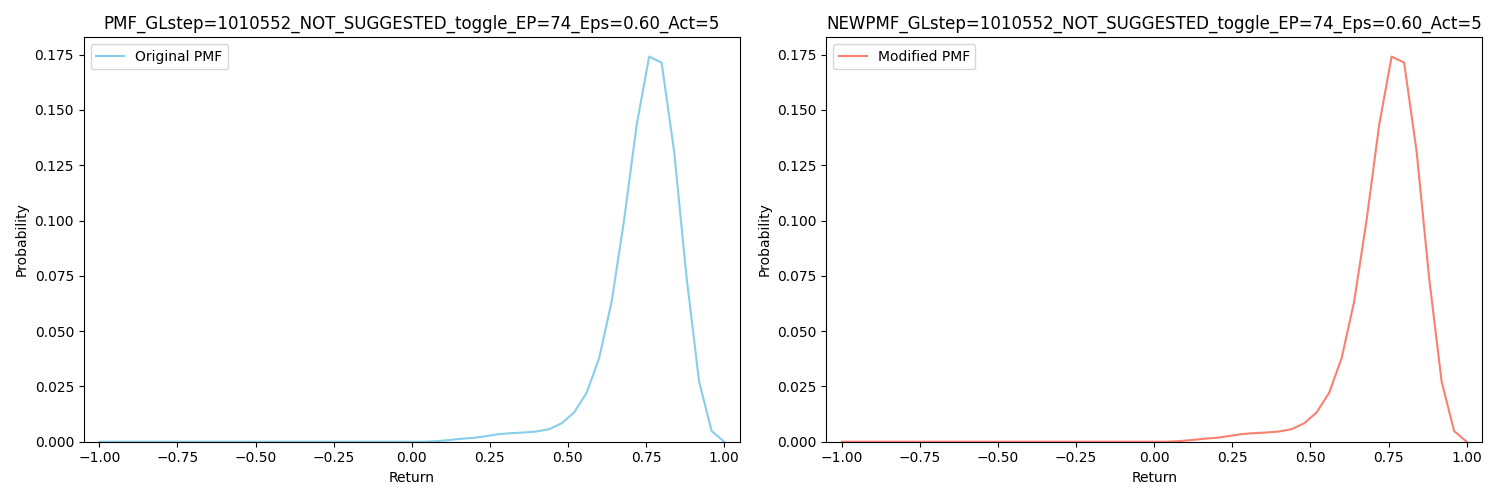 PMF_GLstep=1010552_NOT_SUGGESTED_toggle_EP=74_Eps=0.60_Act=5
Original PMF
Probability
0.175
0.150
0.125
0.100
0.075
0.050
0.025
0.000
−1.00 −0.75 −0.50 −0.25 0.00 0.25 0.50 0.75 1.00
Return
NEWPMF_GLstep=1010552_NOT_SUGGESTED_toggle_EP=74_Eps=0.60_Act=5
Modified PMF
Probability
0.175
0.150
0.125
0.100
0.075
0.050
0.025
0.000
−1.00 −0.75 −0.50 −0.25 0.00 0.25 0.50 0.75 1.00
Return